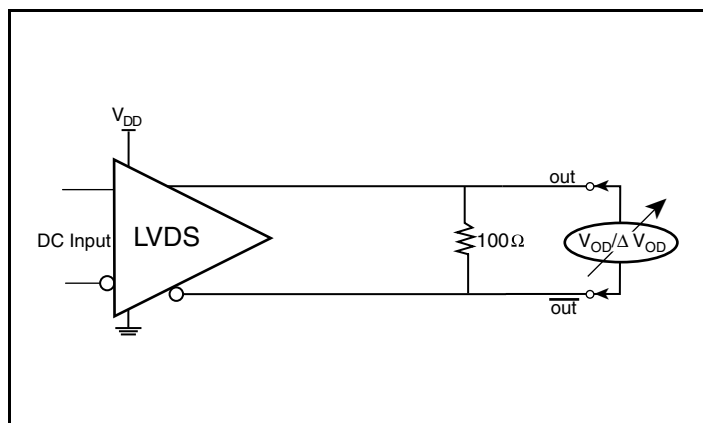 V_DD
out
DC Input
LVDS
100Ω
V_OD/Δ V_OD
out